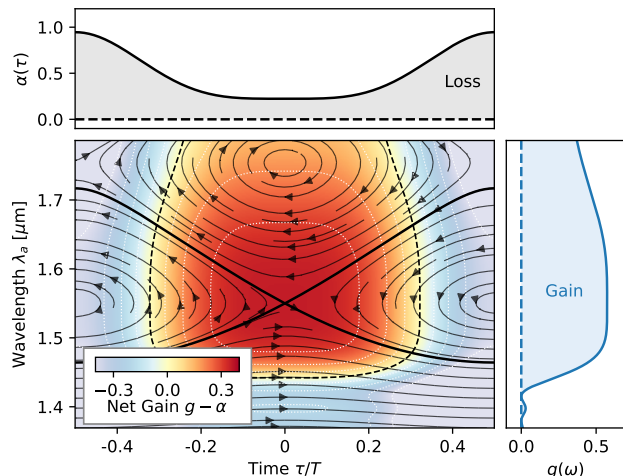 α(τ)
1.0
0.5
0.0
Loss
Wavelength λₐ [μm]
1.7
1.6
1.5
1.4
−0.3 0.0 0.3
Net Gain g − α
-0.4 -0.2 0 0.2 0.4
Time τ/T
Gain
0.0 0.5
g(ω)